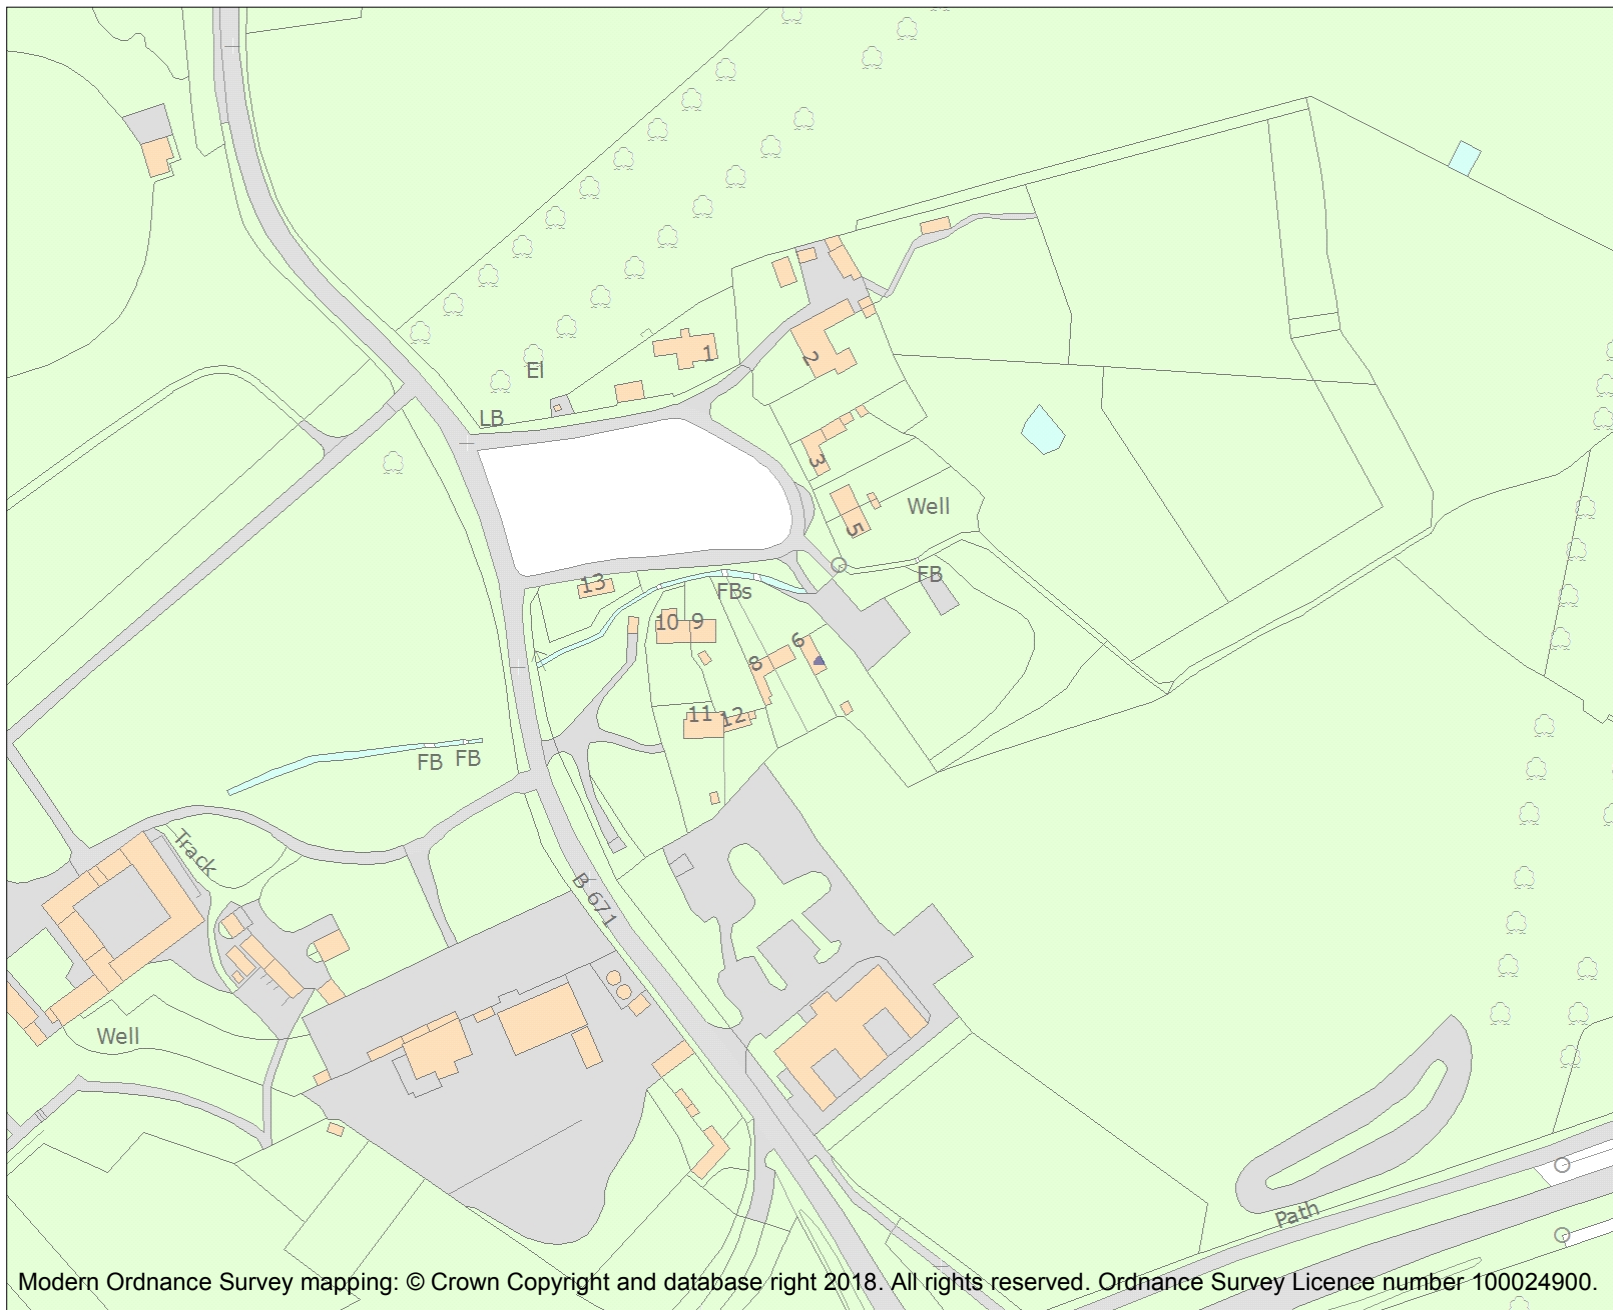 1
2
El
LB
3
Well
5
13
FBs
FB
10 9
6
8
11 12
FB FB
Track
B 671
Well
Path
Modern Ordnance Survey mapping: © Crown Copyright and database right 2018. All rights reserved. Ordnance Survey Licence number 100024900.